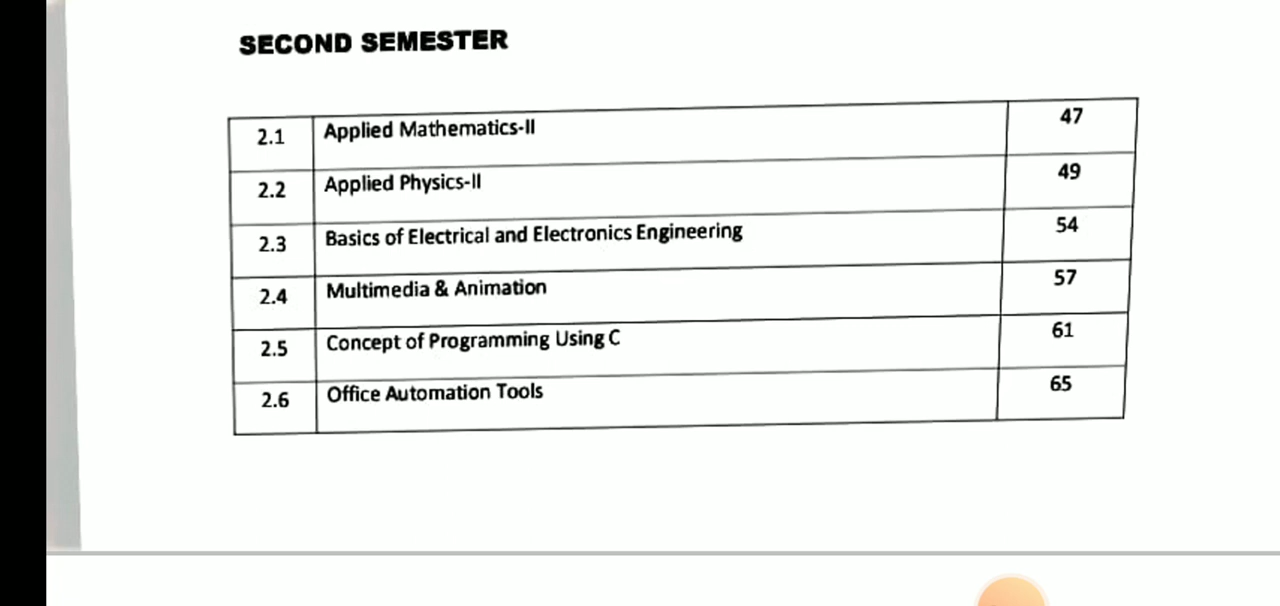 SECOND SEMESTER
2.1 Applied Mathematics-II 47
2.2 Applied Physics-II 49
2.3 Basics of Electrical and Electronics Engineering 54
2.4 Multimedia & Animation 57
2.5 Concept of Programming Using C 61
2.6 Office Automation Tools 65